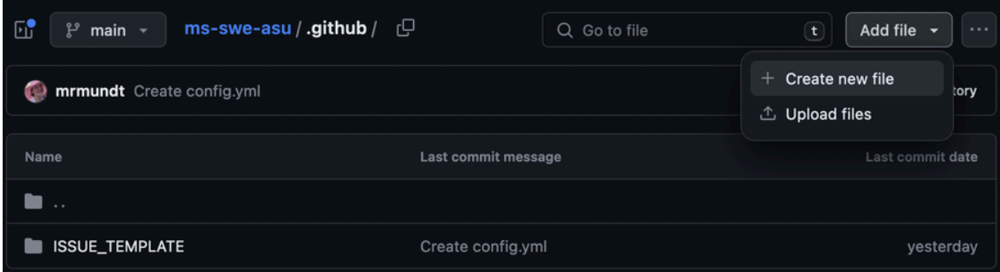 main
ms-swe-asu / .github /
Go to file
t
Add file
Create new file
Upload files
mrmundt Create config.yml
tory
Name Last commit message Last commit date
..
ISSUE_TEMPLATE Create config.yml yesterday